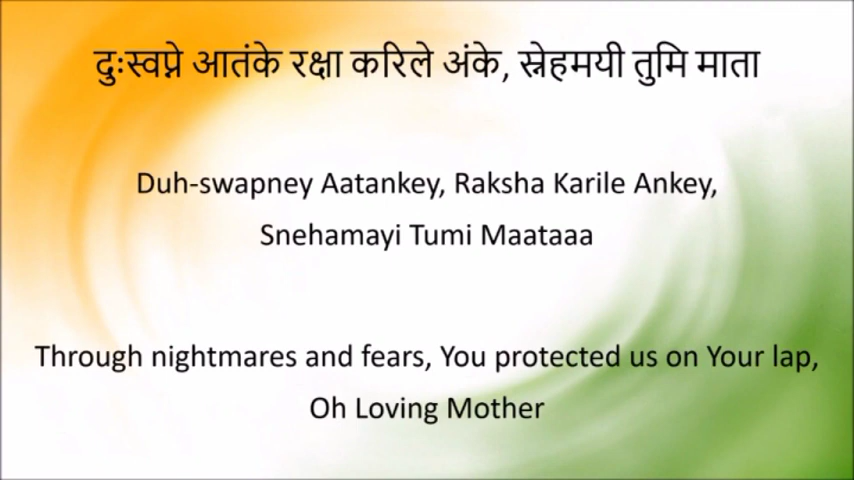 दुःस्वप्ने आतंके रक्षा करिले अंके, स्नेहमयी तुमि माता
Duh-swapney Aatankey, Raksha Karile Ankey,
Snehamayi Tumi Maataaa
Through nightmares and fears, You protected us on Your lap,
Oh Loving Mother